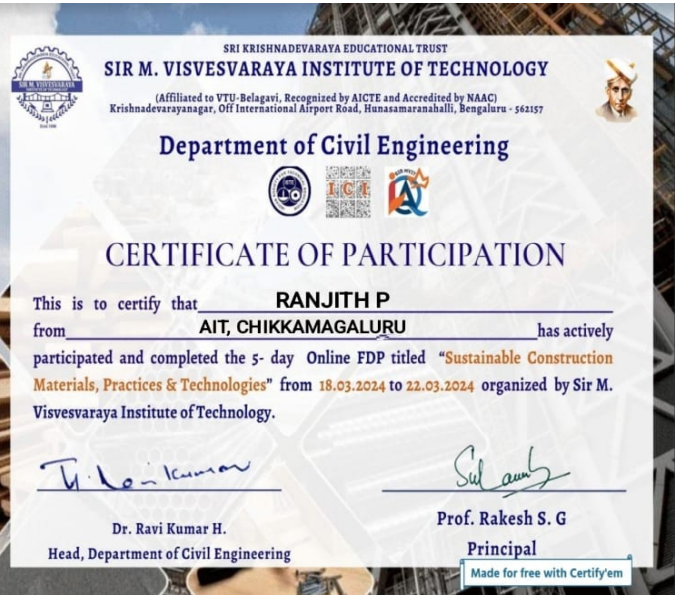 SRI KRISHNADEVARAYA EDUCATIONAL TRUST
SIR M. VISVESVARAYA INSTITUTE OF TECHNOLOGY
(Affiliated to VTU-Belagavi, Recognized by AICTE and Accredited by NAAC)
Krishnadevarayanagar, Off International Airport Road, Hunasamaranahalli, Bengaluru - 562157
SIR M. VISVESVARAYA
Department of Civil Engineering
ICI
CERTIFICATE OF PARTICIPATION
This is to certify that RANJITH P
from AIT, CHIKKAMAGALURU has actively
participated and completed the 5- day Online FDP titled “Sustainable Construction
Materials, Practices & Technologies” from 18.03.2024 to 22.03.2024 organized by Sir M.
Visvesvaraya Institute of Technology.
Dr. Ravi Kumar H.
Head, Department of Civil Engineering
Prof. Rakesh S. G
Principal
Made for free with Certify'em